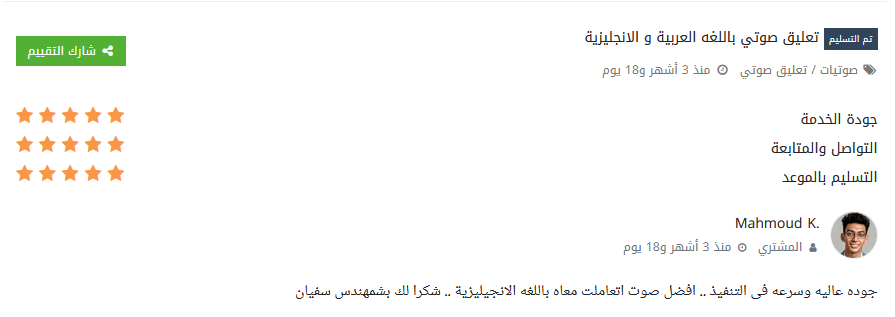 تم التسليم تعليق صوتي باللغه العربية و الانجليزية
شارك التقييم
صوتيات / تعليق صوتي منذ 3 أشهر و18 يوم
جودة الخدمة
التواصل والمتابعة
التسليم بالموعد
Mahmoud K.
المشتري منذ 3 أشهر و18 يوم
جوده عاليه وسرعه فى التنفيذ .. افضل صوت اتعاملت معاه باللغه الانجيليزية .. شكرا لك بشمهندس سفيان